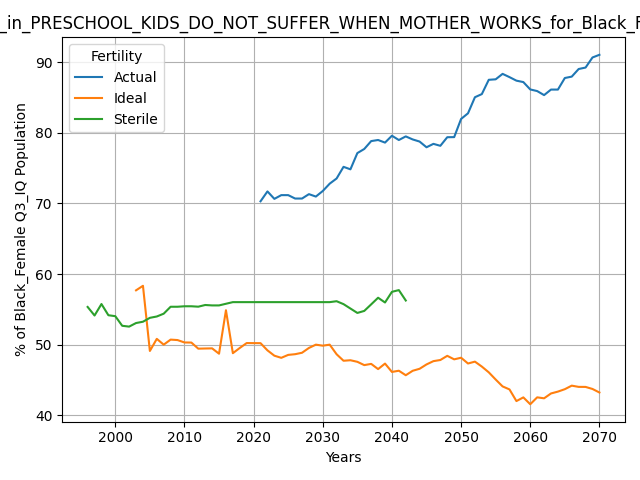 _in_PRESCHOOL_KIDS_DO_NOT_SUFFER_WHEN_MOTHER_WORKS_for_Black_F
Fertility
Actual
Ideal
Sterile
% of Black_Female Q3_IQ Population
90
80
70
60
50
40
2000 2010 2020 2030 2040 2050 2060 2070
Years